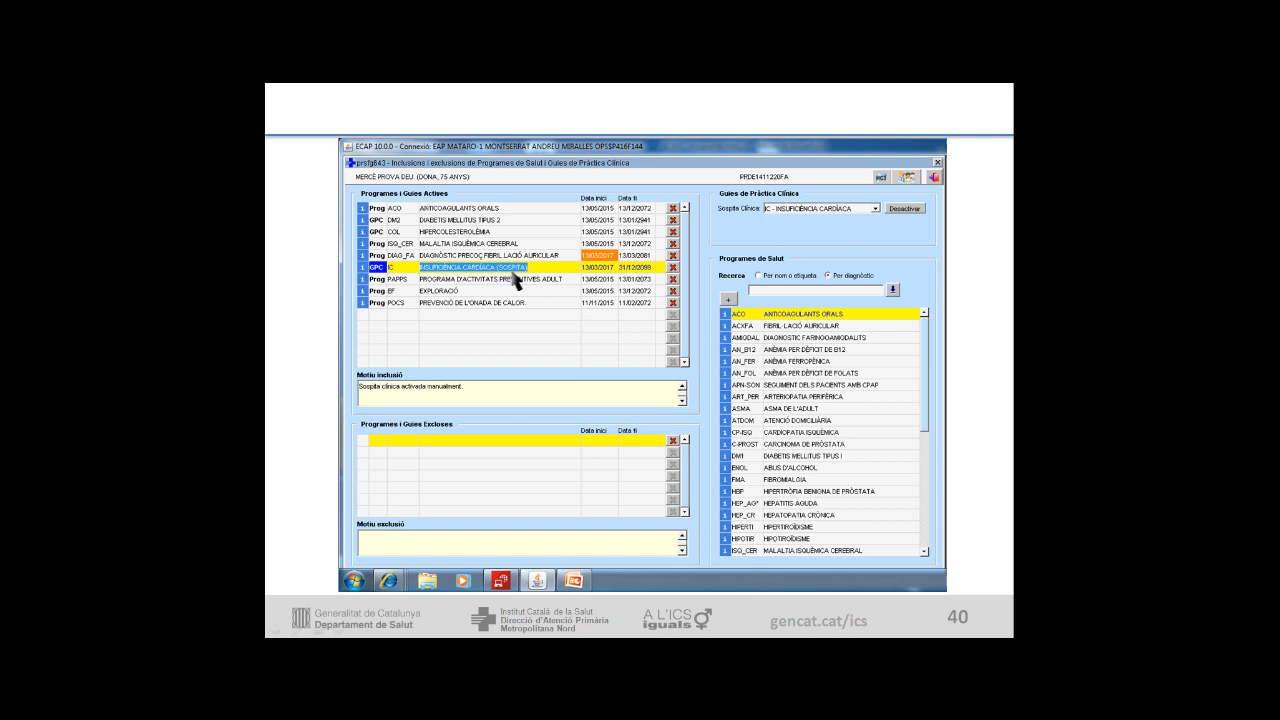 ECAP 10.0.0 - Connexió: EAP MATARO-1 MONTSERRAT ANDREU MIRALLES OPS$P416F144
prsfg643 - Inclusions i exclusions de Programes de Salut i Guies de Pràctica Clínica
MERCÈ PROVA DEU (DONA, 75 ANYS) PRDE1411220FA
Programes i Guies Actives
Data inici Data fi
Prog ACO ANTICOAGULANTS ORALS 13/05/2015 13/12/2072
GPC DM2 DIABETIS MELLITUS TIPUS 2 13/05/2015 13/01/2941
GPC COL HIPERCOLESTEROLÈMIA 13/05/2015 13/01/2941
Prog ISQ_CER MALALTIA ISQUÈMICA CEREBRAL 13/05/2015 13/12/2072
Prog DIAG_FA DIAGNÒSTIC PRECOÇ FIBRIL.LACIÓ AURICULAR 13/03/2017 13/03/2081
GPC IC INSUFICIÈNCIA CARDÍACA (SOSPITA) 13/03/2017 31/12/2099
Prog PAPPS PROGRAMA D'ACTIVITATS PREVENTIVES ADULT 13/05/2015 13/01/2073
Prog EF EXPLORACIÓ 13/05/2015 13/12/2072
Prog POCS PREVENCIÓ DE L'ONADA DE CALOR. 11/11/2015 11/02/2072
Motiu inclusió
Sospita clínica activada manualment.
Programes i Guies Excloses
Data inici Data fi
Motiu exclusió
Guies de Pràctica Clínica
Sospita Clínica: IC - INSUFICIÈNCIA CARDÍACA Desactivar
Programes de Salut
Recerca Per nom o etiqueta Per diagnòstic
+
ACO ANTICOAGULANTS ORALS
ACXFA FIBRIL·LACIÓ AURICULAR
AMIGDAL DIAGNOSTIC FARINGOAMIGDALITS
AN_B12 ANÈMIA PER DÈFICIT DE B12
AN_FER ANÈMIA FERROPÈNICA
AN_FOL ANÈMIA PER DÈFICIT DE FOLATS
APN-SON SEGUIMENT DELS PACIENTS AMB CPAP
ART_PER ARTERIOPATIA PERIFÈRICA
ASMA ASMA DE L'ADULT
ATDOM ATENCIÓ DOMICILIÀRIA
CP-ISQ CARDIOPATIA ISQUÈMICA
C-PROST CARCINOMA DE PRÒSTATA
DM1 DIABETIS MELLITUS TIPUS I
ENOL ABUS D'ALCOHOL
FMA FIBROMIALGIA
HBP HIPERTRÒFIA BENIGNA DE PRÒSTATA
HEP_AG* HEPATITIS AGUDA
HEP_CR HEPATOPATIA CRÒNICA
HIPERTI HIPERTIROÏDISME
HIPOTIR HIPOTIROÏDISME
ISQ_CER MALALTIA ISQUÈMICA CEREBRAL
Generalitat de Catalunya
Departament de Salut
Institut Català de la Salut
Direcció d'Atenció Primària
Metropolitana Nord
A L'ICS
iguals
gencat.cat/ics
40